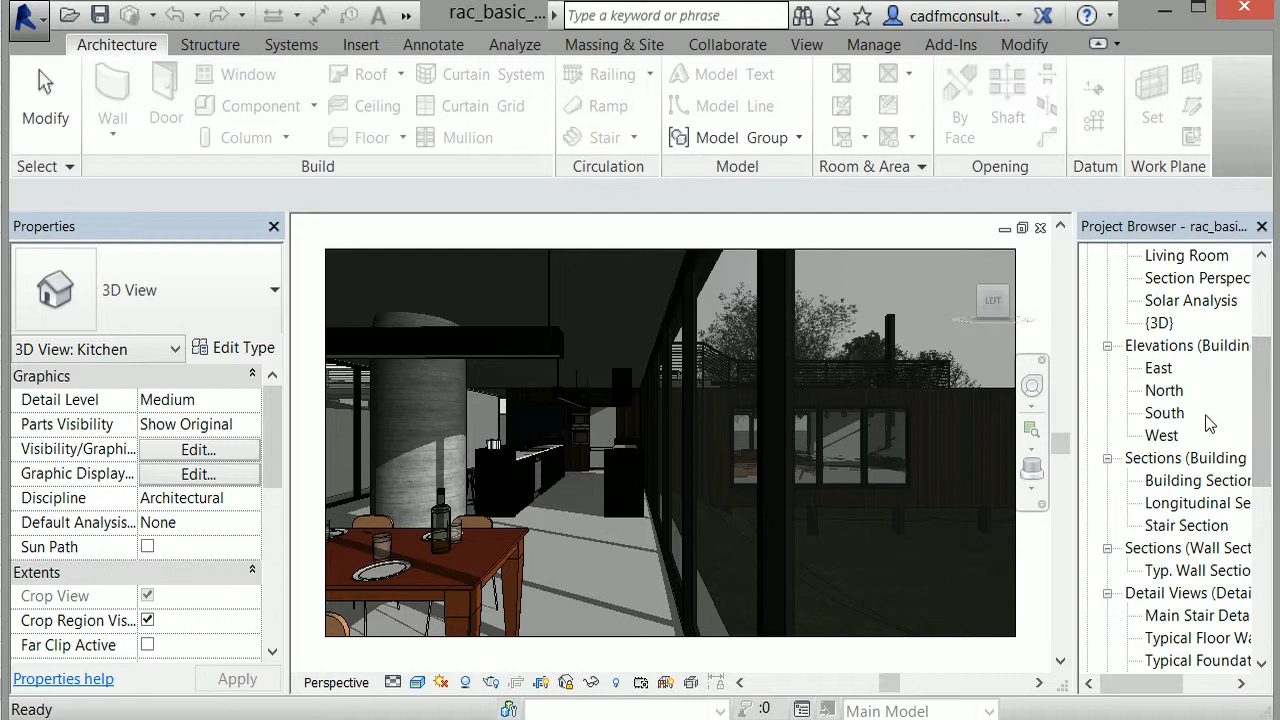 rac_basic_...
Type a keyword or phrase
cadfmconsult...
Architecture Structure Systems Insert Annotate Analyze Massing & Site Collaborate View Manage Add-Ins Modify
Modify
Wall
Door
Window
Component
Column
Roof
Ceiling
Floor
Curtain System
Curtain Grid
Mullion
Railing
Ramp
Stair
Model Text
Model Line
Model Group
By
Face
Shaft
Set
Select Build Circulation Model Room & Area Opening Datum Work Plane
Properties
3D View
3D View: Kitchen
Edit Type
Graphics
Detail Level Medium
Parts Visibility Show Original
Visibility/Graphi... Edit...
Graphic Display... Edit...
Discipline Architectural
Default Analysis... None
Sun Path
Extents
Crop View
Crop Region Vis...
Far Clip Active
Properties help
Apply
LEFT
Perspective
Project Browser - rac_basi...
Living Room
Section Perspec
Solar Analysis
{3D}
Elevations (Buildin
East
North
South
West
Sections (Building
Building Sectio
Longitudinal Se
Stair Section
Sections (Wall Sect
Typ. Wall Sectio
Detail Views (Detai
Main Stair Deta
Typical Floor Wa
Typical Foundat
Ready
:0
Main Model